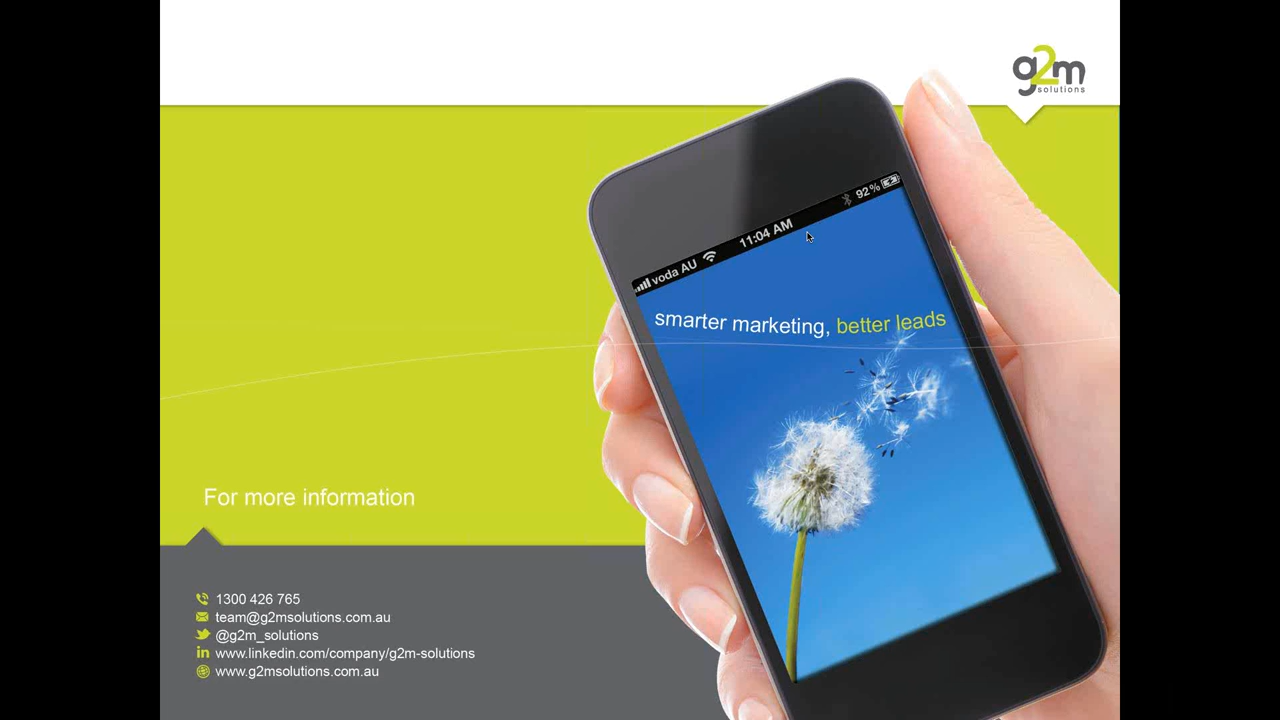 g2m
solutions
92%
11:04 AM
voda AU
smarter marketing, better leads
For more information
1300 426 765
team@g2msolutions.com.au
@g2m_solutions
in www.linkedin.com/company/g2m-solutions
www.g2msolutions.com.au